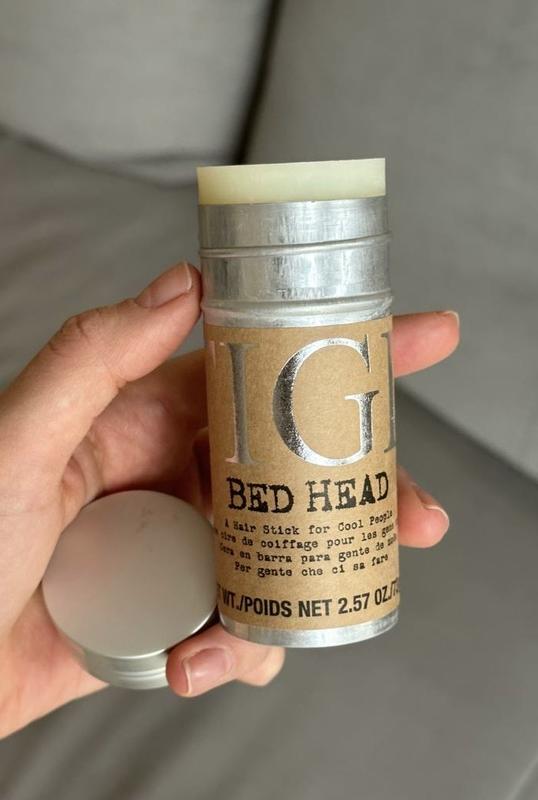 TIGI
BED HEAD
A Hair Stick for Cool People
cire de coiffage pour les gens
Cera en barra para gente de
Per gente che ci sa fare
WT./POIDS NET 2.57 OZ./